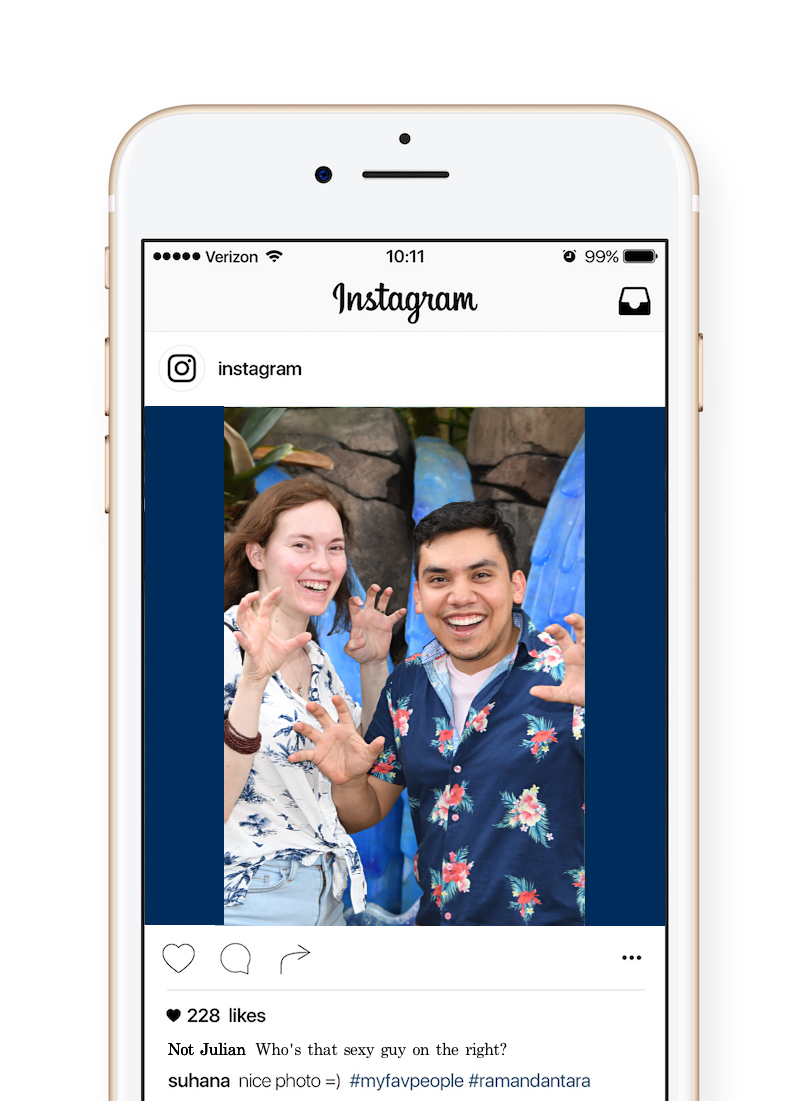 Verizon 10:11 99%
Instagram
instagram
228 likes
Not Julian Who's that sexy guy on the right?
suhana nice photo =) #myfavpeople #ramandantara